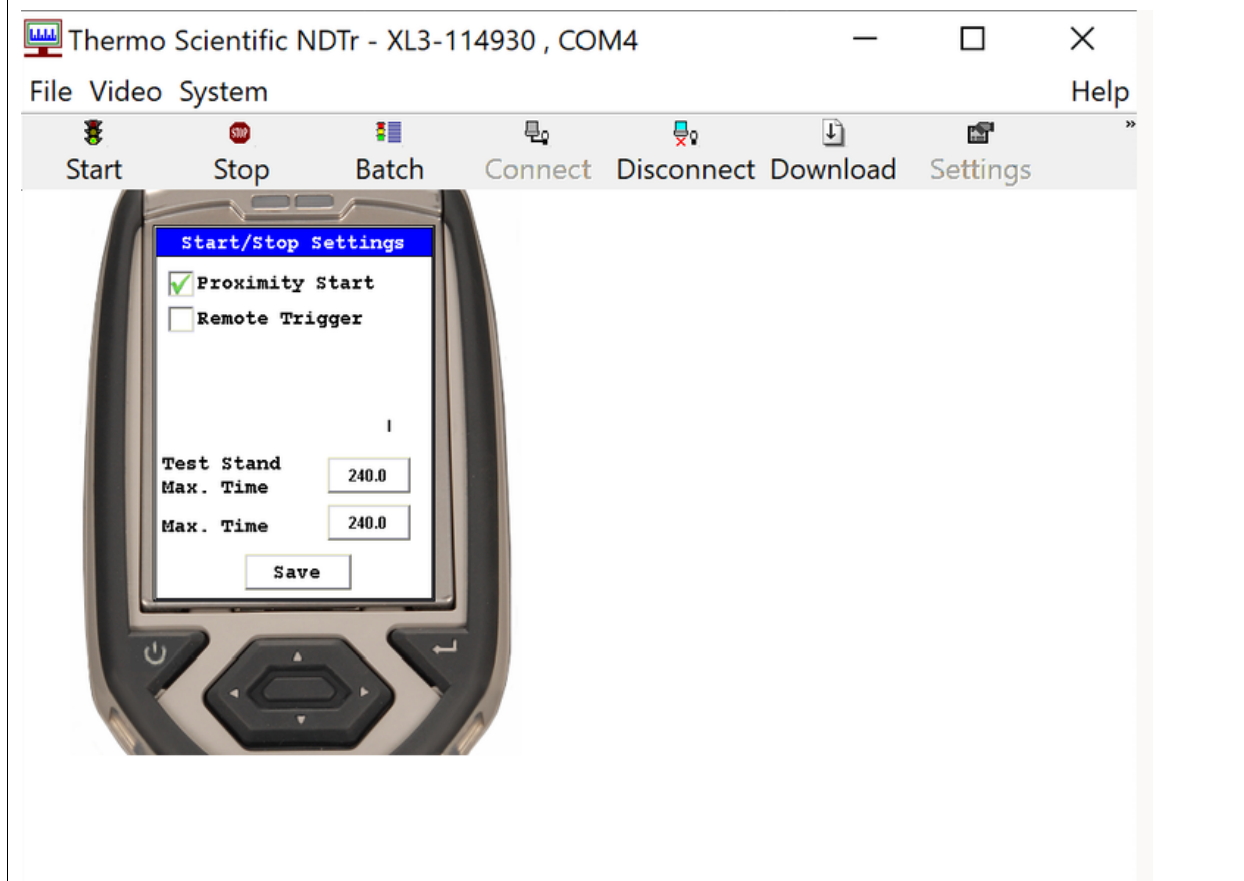 Thermo Scientific NDTr - XL3-114930 , COM4
File Video System Help
Start Stop Batch Connect Disconnect Download Settings »
Start/Stop Settings
Proximity Start
Remote Trigger
Test Stand
Max. Time 240.0
Max. Time 240.0
Save